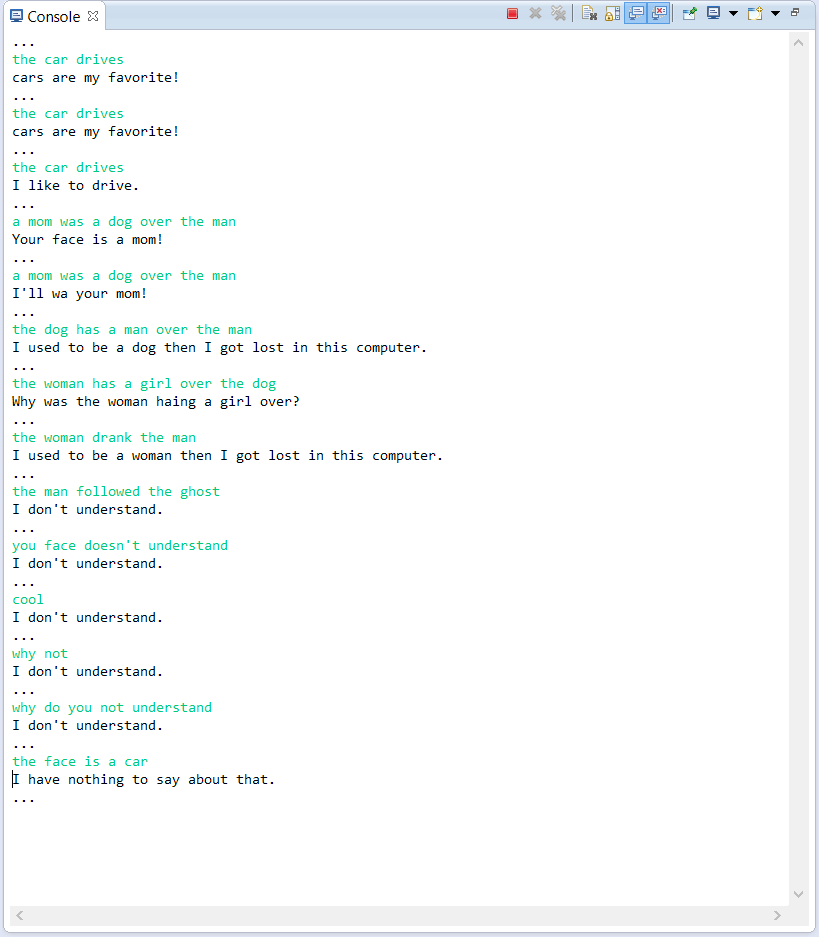 Console
...
the car drives
cars are my favorite!
...
the car drives
cars are my favorite!
...
the car drives
I like to drive.
...
a mom was a dog over the man
Your face is a mom!
...
a mom was a dog over the man
I'll wa your mom!
...
the dog has a man over the man
I used to be a dog then I got lost in this computer.
...
the woman has a girl over the dog
Why was the woman haing a girl over?
...
the woman drank the man
I used to be a woman then I got lost in this computer.
...
the man followed the ghost
I don't understand.
...
you face doesn't understand
I don't understand.
...
cool
I don't understand.
...
why not
I don't understand.
...
why do you not understand
I don't understand.
...
the face is a car
I have nothing to say about that.
...